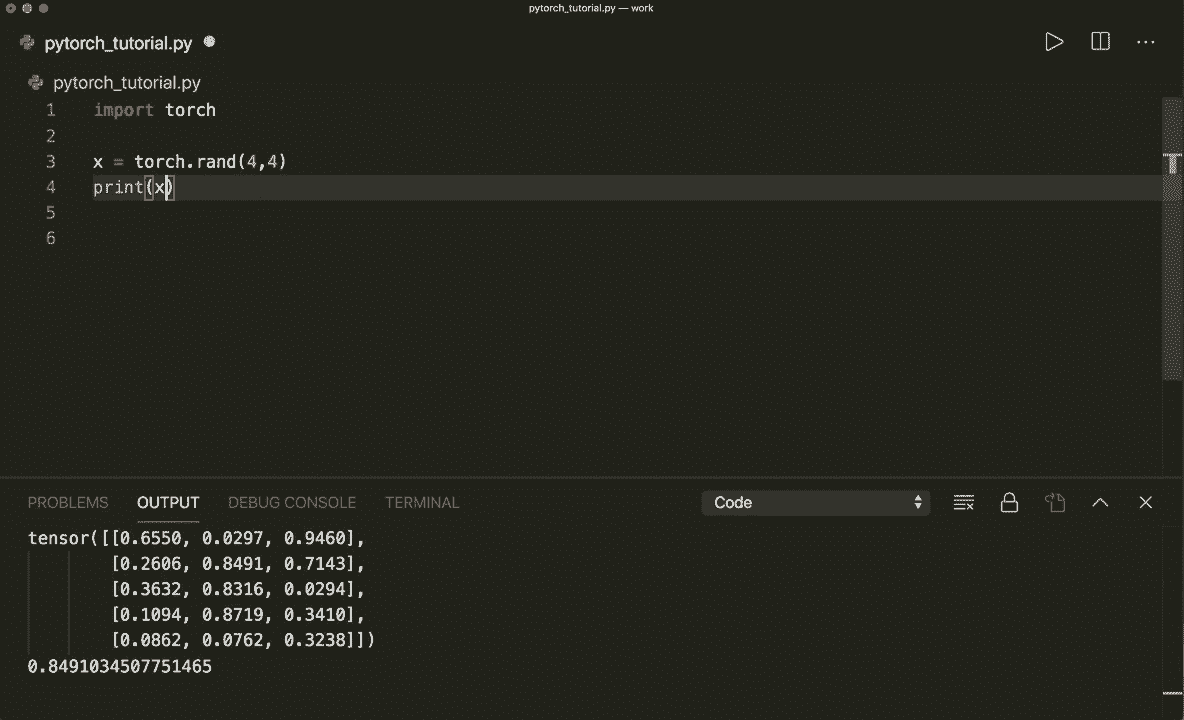 pytorch_tutorial.py — work
pytorch_tutorial.py
pytorch_tutorial.py
1 import torch
2
3 x = torch.rand(4,4)
4 print(x)
5
6
PROBLEMS OUTPUT DEBUG CONSOLE TERMINAL Code
tensor([[0.6550, 0.0297, 0.9460],
[0.2606, 0.8491, 0.7143],
[0.3632, 0.8316, 0.0294],
[0.1094, 0.8719, 0.3410],
[0.0862, 0.0762, 0.3238]])
0.8491034507751465